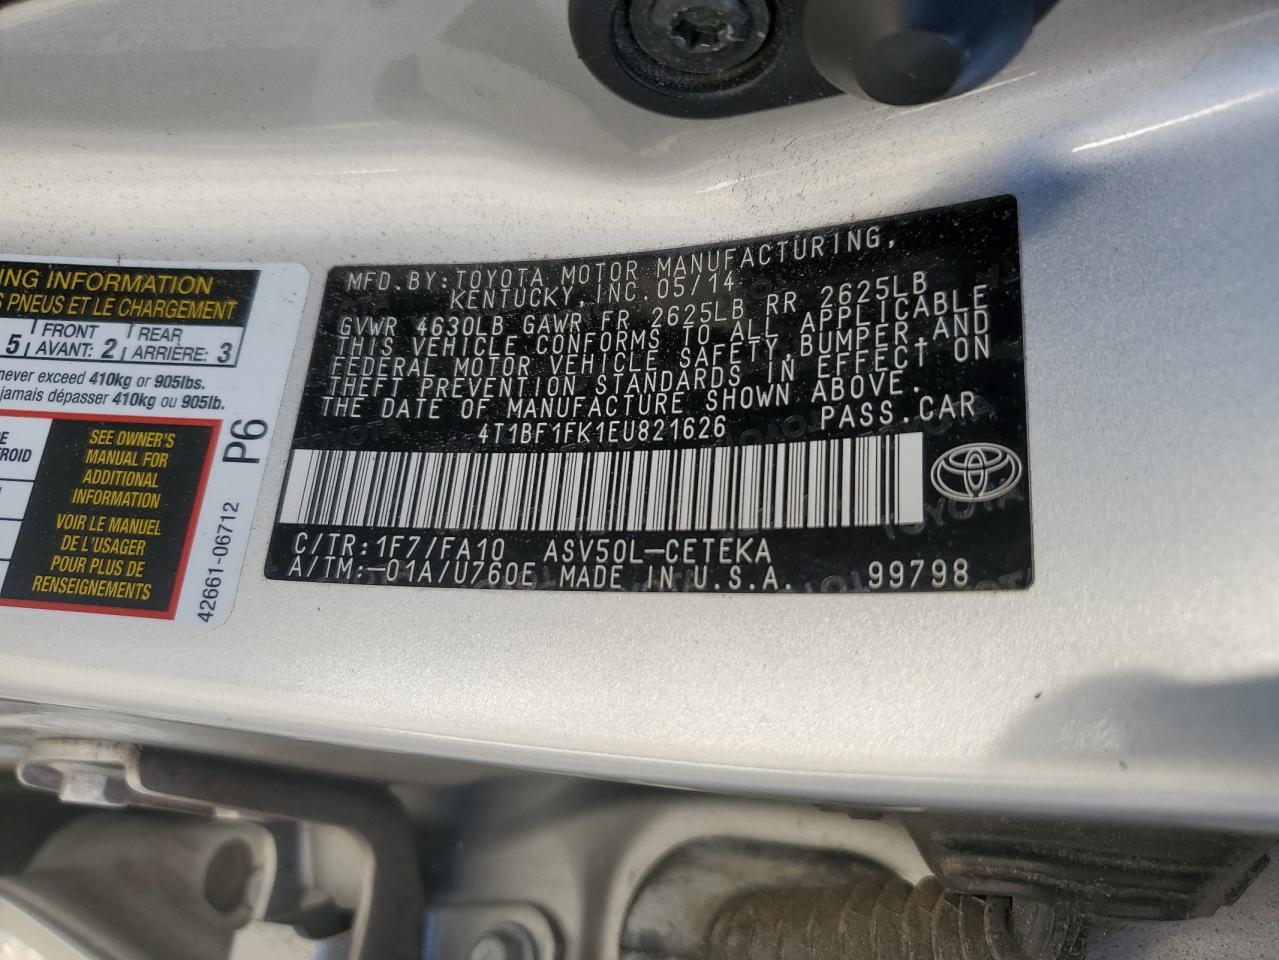 NG INFORMATION
S PNEUS ET LE CHARGEMENT
5 FRONT AVANT: 2 REAR ARRIÈRE: 3
never exceed 410kg or 905lbs.
jamais dépasser 410kg ou 905lb.
SEE OWNER'S
MANUAL FOR
ADDITIONAL
INFORMATION
VOIR LE MANUEL
DE L'USAGER
POUR PLUS DE
RENSEIGNEMENTS
P6
42661-06712
MFD. BY: TOYOTA MOTOR MANUFACTURING,
KENTUCKY, INC. 05/14
GVWR 4630LB GAWR FR 2625LB RR 2625LB
THIS VEHICLE CONFORMS TO ALL APPLICABLE
FEDERAL MOTOR VEHICLE SAFETY, BUMPER, AND
THEFT PREVENTION STANDARDS IN EFFECT ON
THE DATE OF MANUFACTURE SHOWN ABOVE.
4T1BF1FK1EU821626 PASS. CAR
C/TR: 1F7/FA10 ASV50L-CETEKA
A/TM: -01A/U760E MADE IN U.S.A. 99798